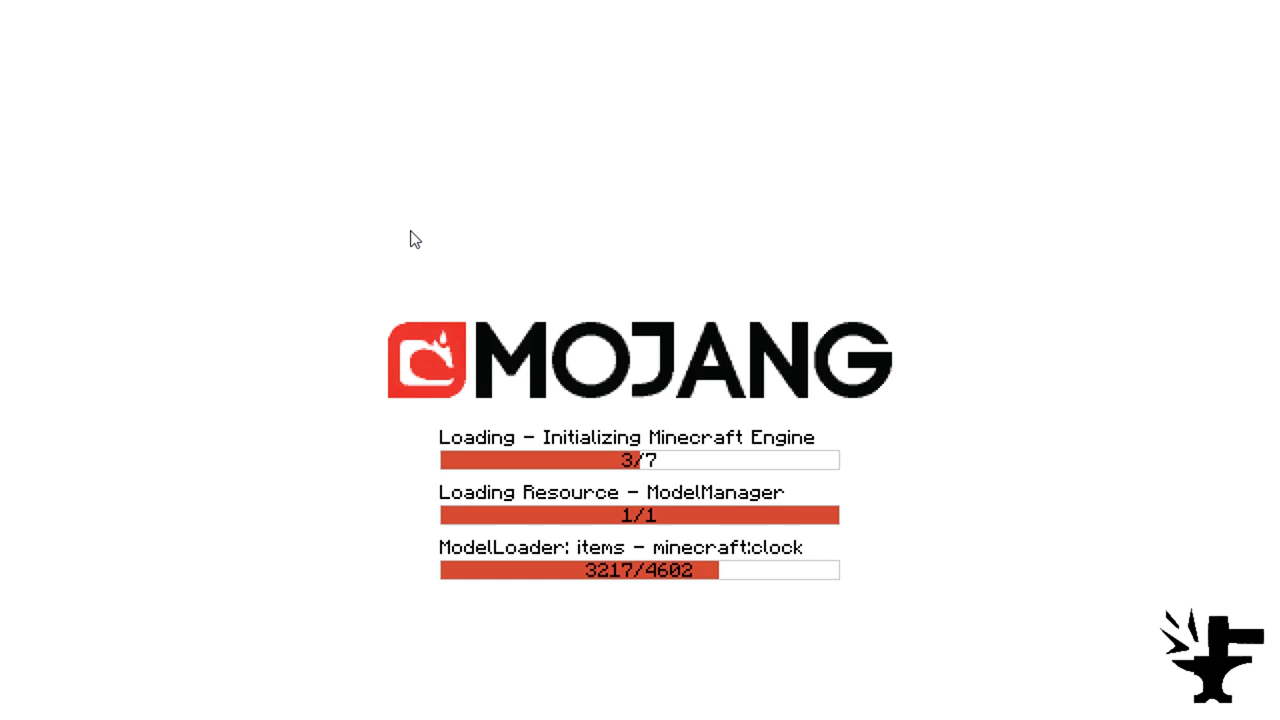 MOJANG
Loading - Initializing Minecraft Engine
3/7
Loading Resource - ModelManager
1/1
ModelLoader: items - minecraft:clock
3217/4602